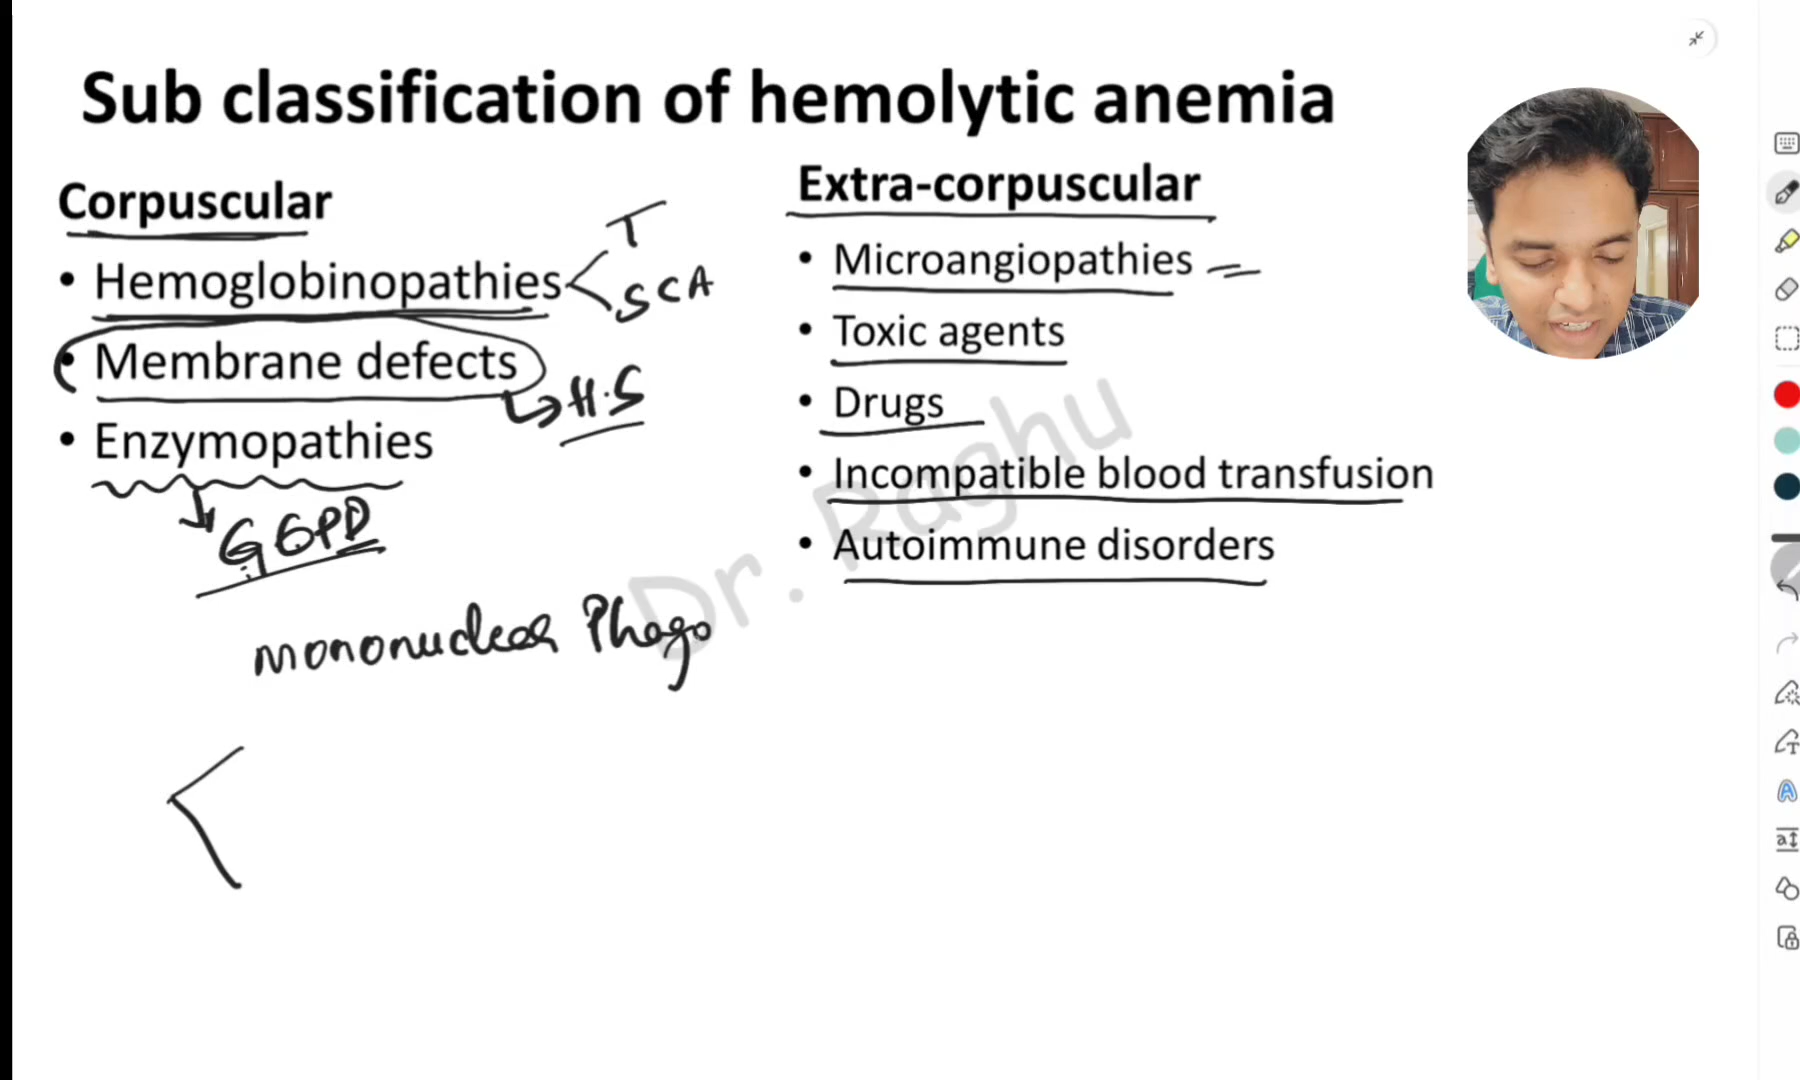 Sub classification of hemolytic anemia
Corpuscular
• Hemoglobinopathies
T
SCA
• Membrane defects
H.S
• Enzymopathies
G6PD
mononuclear Phago
Extra-corpuscular
• Microangiopathies
• Toxic agents
• Drugs
• Incompatible blood transfusion
• Autoimmune disorders
Dr. Raghu